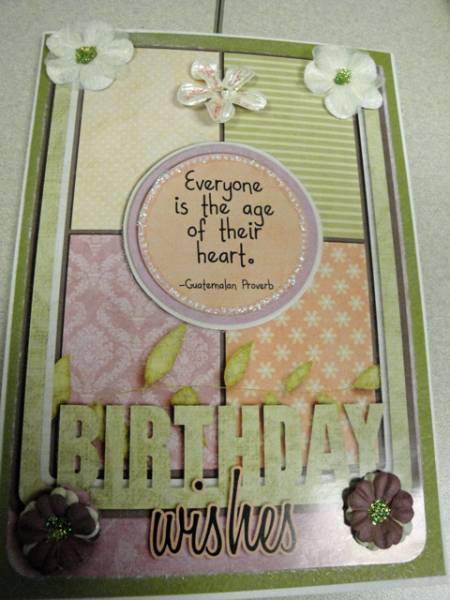 Everyone
is the age
of their
heart.
-Guatemalan Proverb
BIRTHDAY
wishes